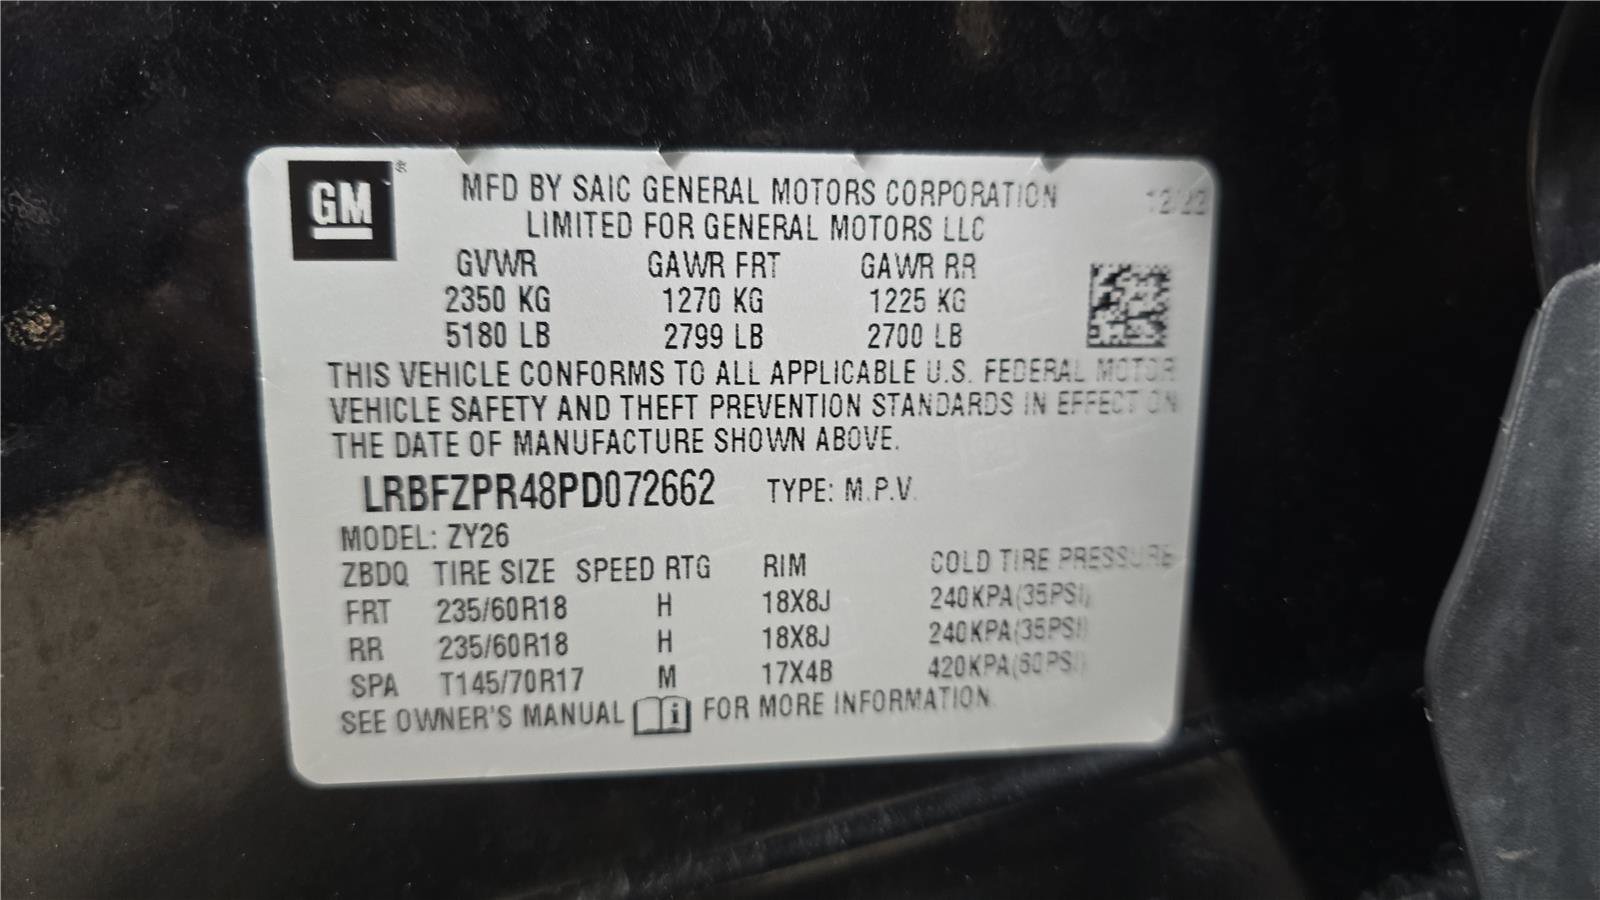 GM
MFD BY SAIC GENERAL MOTORS CORPORATION 12/22
LIMITED FOR GENERAL MOTORS LLC
GVWR GAWR FRT GAWR RR
2350 KG 1270 KG 1225 KG
5180 LB 2799 LB 2700 LB
THIS VEHICLE CONFORMS TO ALL APPLICABLE U.S. FEDERAL MOTOR
VEHICLE SAFETY AND THEFT PREVENTION STANDARDS IN EFFECT ON
THE DATE OF MANUFACTURE SHOWN ABOVE.
LRBFZPR48PD072662 TYPE: M.P.V.
MODEL: ZY26
ZBDQ TIRE SIZE SPEED RTG RIM COLD TIRE PRESSURE
FRT 235/60R18 H 18X8J 240KPA(35PSI)
RR 235/60R18 H 18X8J 240KPA(35PSI)
SPA T145/70R17 M 17X4B 420KPA(60PSI)
SEE OWNER'S MANUAL FOR MORE INFORMATION.